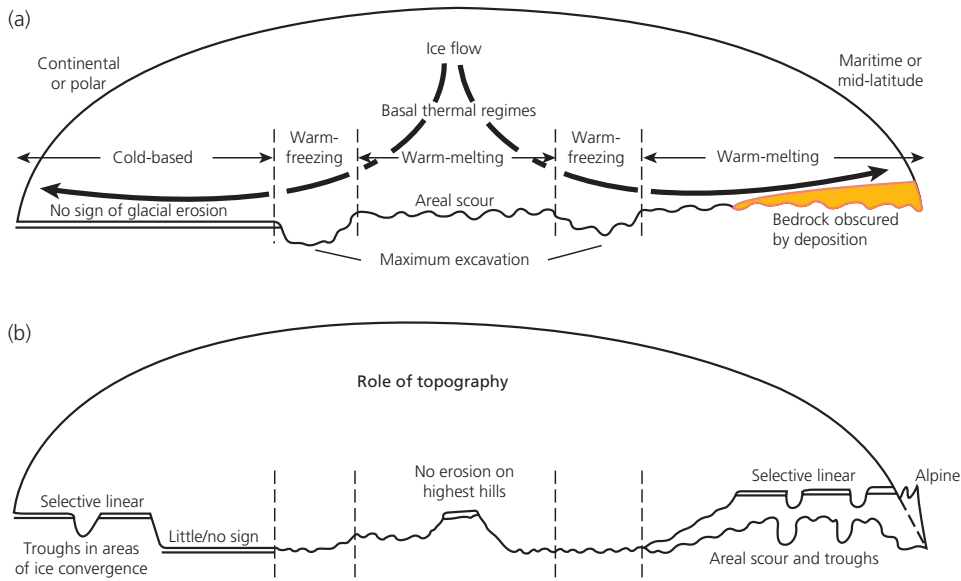 (a)
Continental
or polar
Ice flow
Maritime or
mid-latitude
Basal thermal regimes
Cold-based
Warm-
freezing
Warm-melting
Warm-
freezing
Warm-melting
No sign of glacial erosion
Areal scour
Bedrock obscured
by deposition
Maximum excavation
(b)
Role of topography
Selective linear
Little/no sign
Troughs in areas
of ice convergence
No erosion on
highest hills
Selective linear
Alpine
Areal scour and troughs